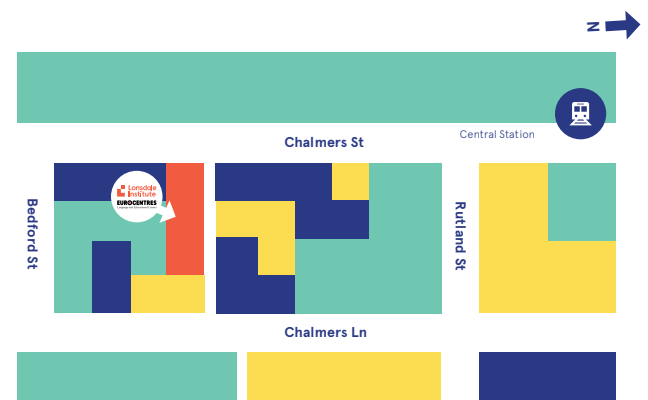 N
Central Station
Chalmers St
Bedford St
Lonsdale
Institute
EUROCENTRES
Rutland St
Chalmers Ln